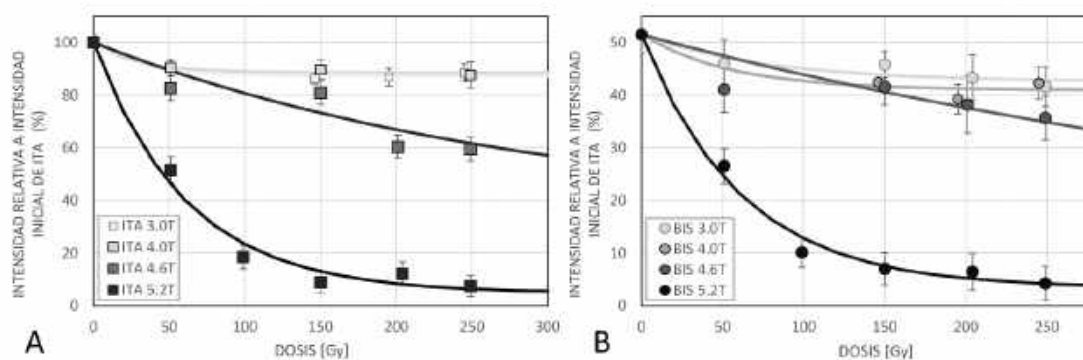 INTENSIDAD RELATIVA A INTENSIDAD
INICIAL DE ITA (%)
100
80
60
40
20
0
ITA 3.0T
ITA 4.0T
ITA 4.6T
ITA 5.2T
0 50 100 150 200 250 300
A
DOSIS [Gy]
INTENSIDAD RELATIVA A INTENSIDAD
INICIAL DE ITA (%)
50
40
30
20
10
0
BIS 3.0T
BIS 4.0T
BIS 4.6T
BIS 5.2T
0 50 100 150 200 250
B
DOSIS [Gy]